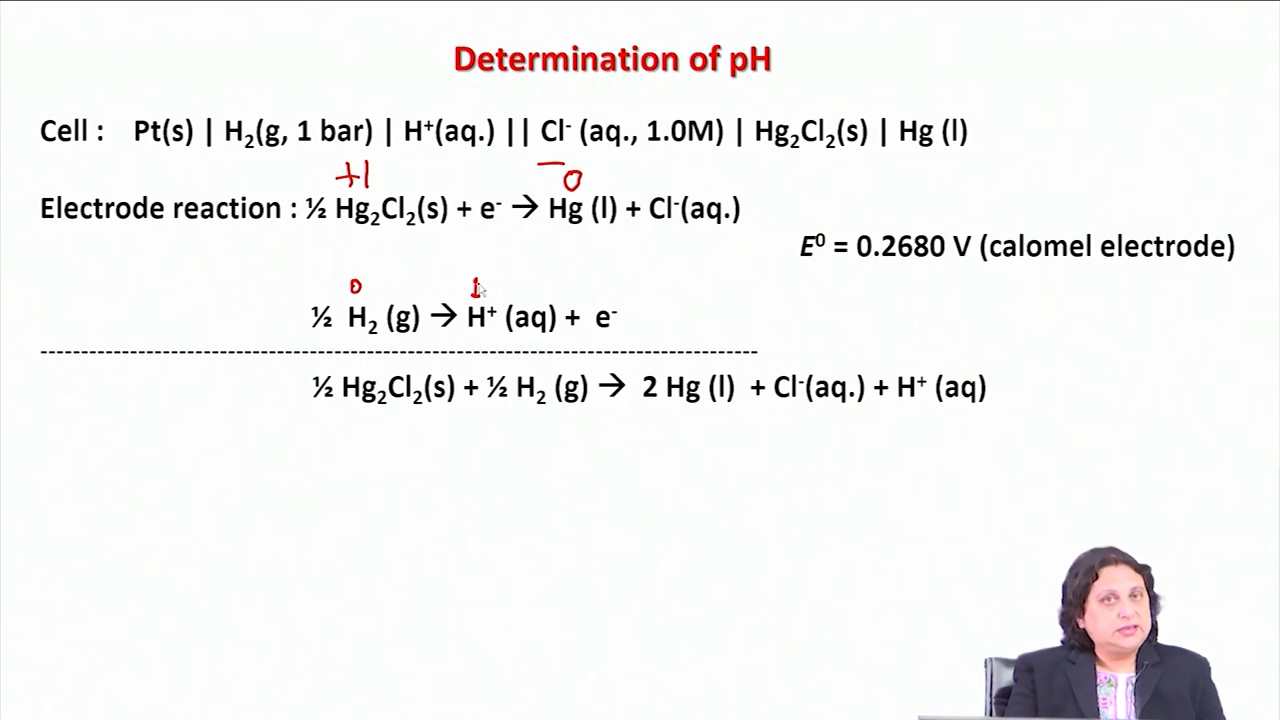 Determination of pH
Cell : Pt(s) | H₂(g, 1 bar) | H⁺(aq.) || Cl⁻ (aq., 1.0M) | Hg₂Cl₂(s) | Hg (l)
+1 0
Electrode reaction : ½ Hg₂Cl₂(s) + e⁻ → Hg (l) + Cl⁻(aq.)
E⁰ = 0.2680 V (calomel electrode)
0 1
½ H₂ (g) → H⁺ (aq) + e⁻
½ Hg₂Cl₂(s) + ½ H₂ (g) → 2 Hg (l) + Cl⁻(aq.) + H⁺ (aq)